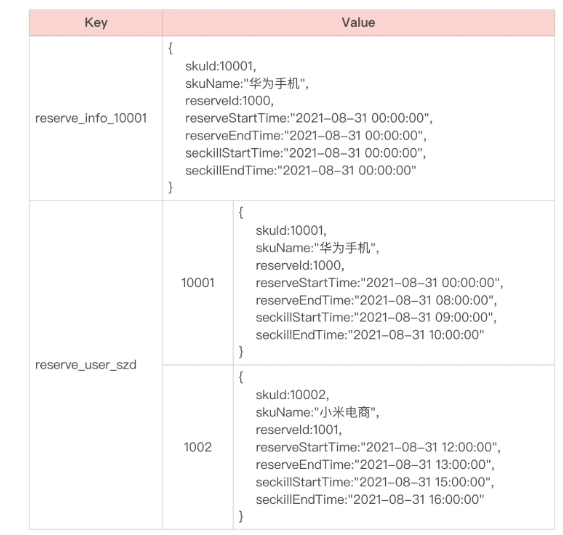 Key Value
reserve_info_10001
{
skuId:10001,
skuName:"华为手机",
reserveId:1000,
reserveStartTime:"2021-08-31 00:00:00",
reserveEndTime:"2021-08-31 00:00:00",
seckillStartTime:"2021-08-31 00:00:00",
seckillEndTime:"2021-08-31 00:00:00"
}
reserve_user_szd
10001
{
skuId:10001,
skuName:"华为手机",
reserveId:1000,
reserveStartTime:"2021-08-31 00:00:00",
reserveEndTime:"2021-08-31 08:00:00",
seckillStartTime:"2021-08-31 09:00:00",
seckillEndTime:"2021-08-31 10:00:00"
}
1002
{
skuId:10002,
skuName:"小米电商",
reserveId:1001,
reserveStartTime:"2021-08-31 12:00:00",
reserveEndTime:"2021-08-31 13:00:00",
seckillStartTime:"2021-08-31 15:00:00",
seckillEndTime:"2021-08-31 16:00:00"
}